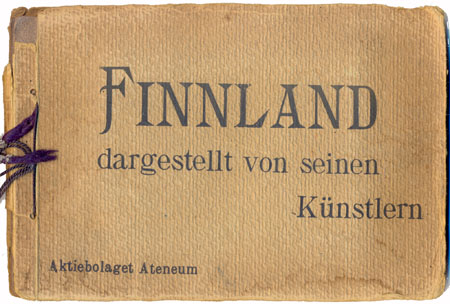 FINNLAND
dargestellt von seinen
Künstlern
Aktiebolaget Ateneum